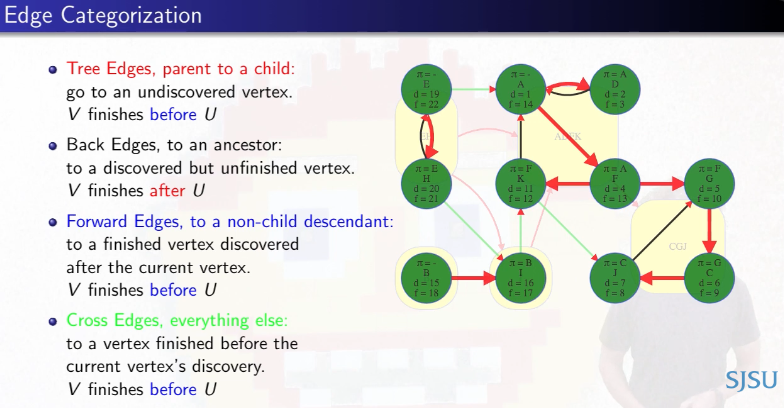 Edge Categorization
Tree Edges, parent to a child:
go to an undiscovered vertex.
V finishes before U
Back Edges, to an ancestor:
to a discovered but unfinished vertex.
V finishes after U
Forward Edges, to a non-child descendant:
to a finished vertex discovered
after the current vertex.
V finishes before U
Cross Edges, everything else:
to a vertex finished before the
current vertex's discovery.
V finishes before U
π = -
E
d = 19
f = 22
π = -
A
d = 1
f = 14
π = A
D
d = 2
f = 3
π = E
H
d = 20
f = 21
π = F
K
d = 11
f = 12
π = A
F
d = 4
f = 13
π = F
G
d = 5
f = 10
π = -
B
d = 15
f = 18
π = B
I
d = 16
f = 17
π = C
J
d = 7
f = 8
π = G
C
d = 6
f = 9
CGJ
SJSU